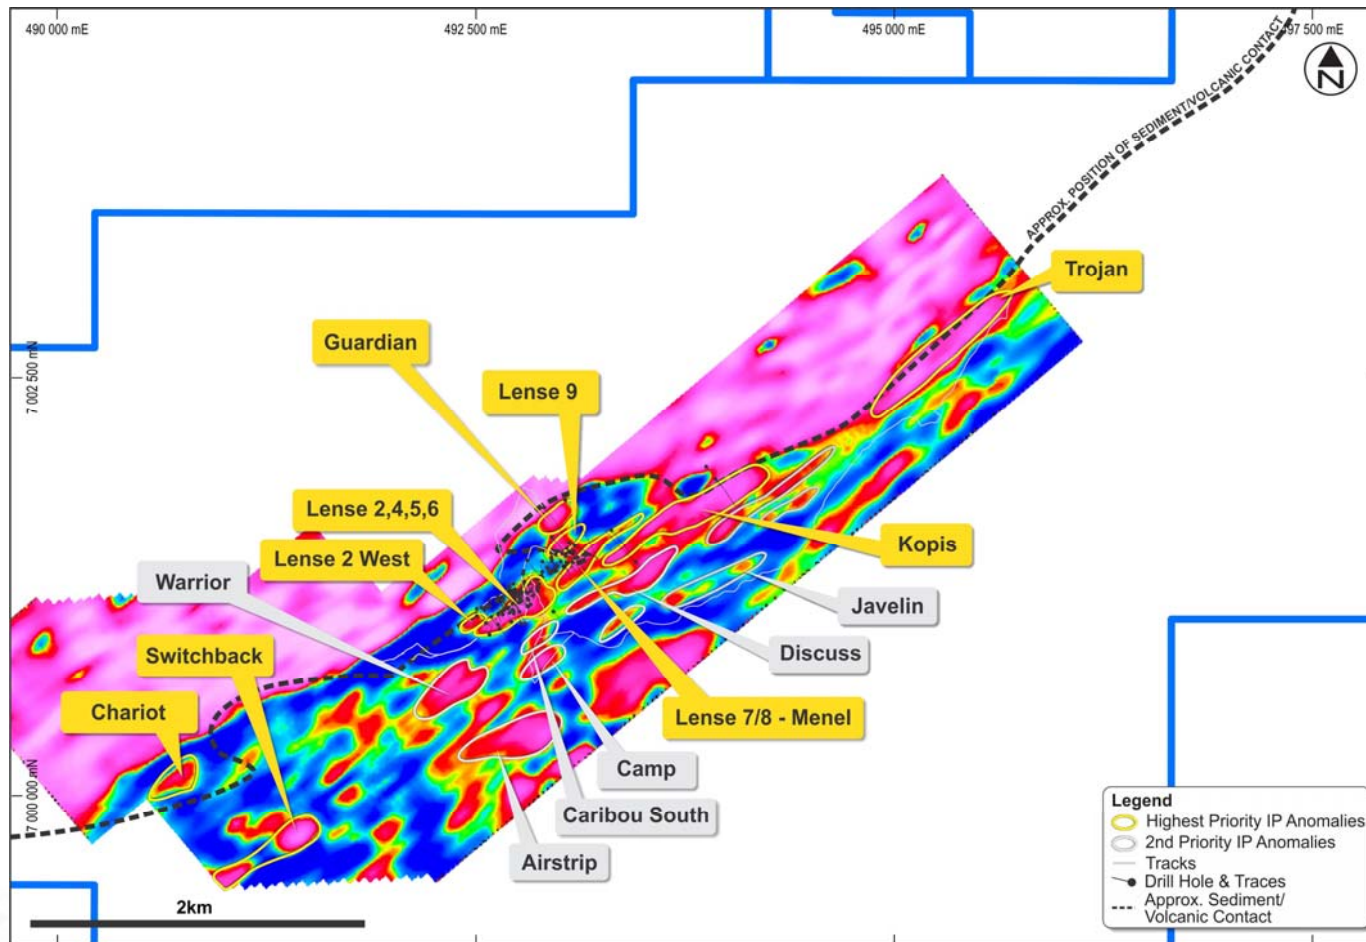 490 000 mE
492 500 mE
495 000 mE
497 500 mE
N
APPROX. POSITION OF SEDIMENT/VOLCANIC CONTACT
Trojan
Guardian
7 002 500 mN
Lense 9
Lense 2,4,5,6
Kopis
Lense 2 West
Warrior
Javelin
Switchback
Discuss
Chariot
Lense 7/8 - Menel
Camp
7 000 000 mN
Caribou South
Airstrip
Legend
Highest Priority IP Anomalies
2nd Priority IP Anomalies
Tracks
Drill Hole & Traces
Approx. Sediment/
Volcanic Contact
2km